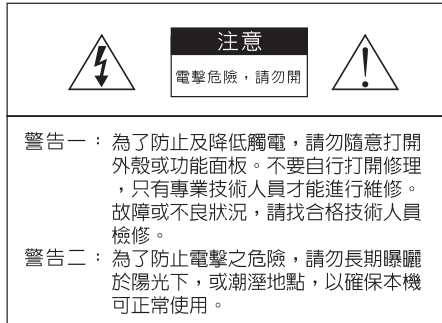 注意
電擊危險，請勿開
警告一：為了防止及降低觸電，請勿隨意打開
外殼或功能面板。不要自行打開修理
，只有專業技術人員才能進行維修。
故障或不良狀況，請找合格技術人員
檢修。
警告二：為了防止電擊之危險，請勿長期曝曬
於陽光下，或潮溼地點，以確保本機
可正常使用。